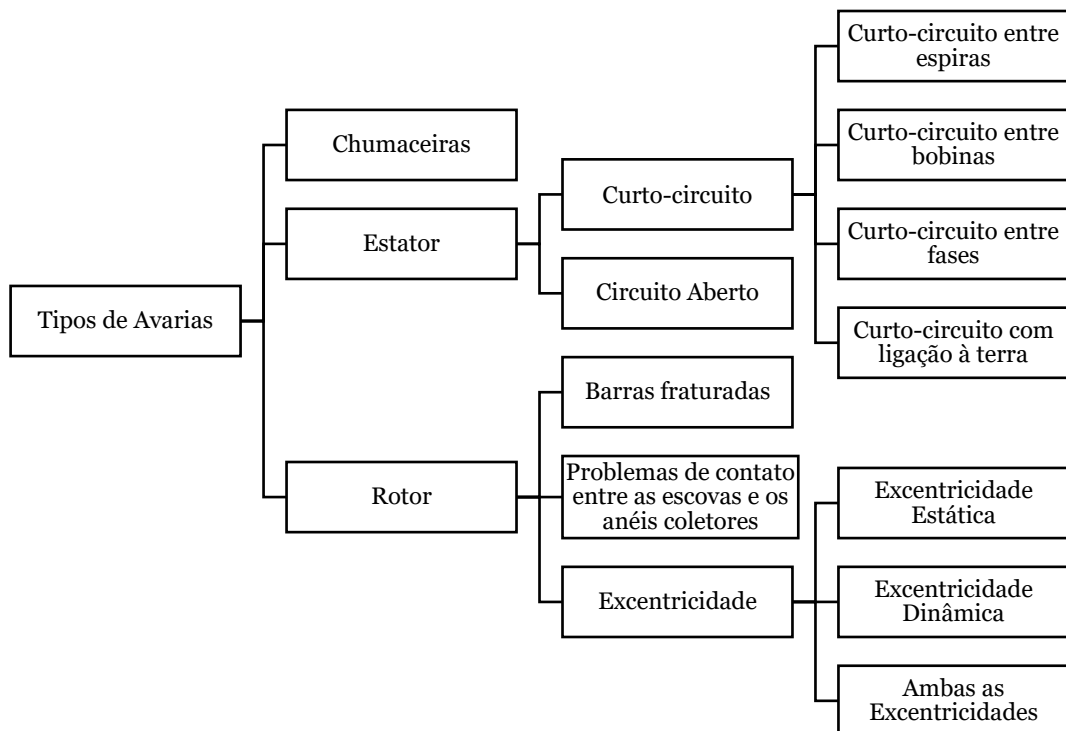 Tipos de Avarias
Chumaceiras
Estator
Curto-circuito
Curto-circuito entre
espiras
Curto-circuito entre
bobinas
Curto-circuito entre
fases
Curto-circuito com
ligação à terra
Circuito Aberto
Rotor
Barras fraturadas
Problemas de contato
entre as escovas e os
anéis coletores
Excentricidade
Excentricidade
Estática
Excentricidade
Dinâmica
Ambas as
Excentricidades